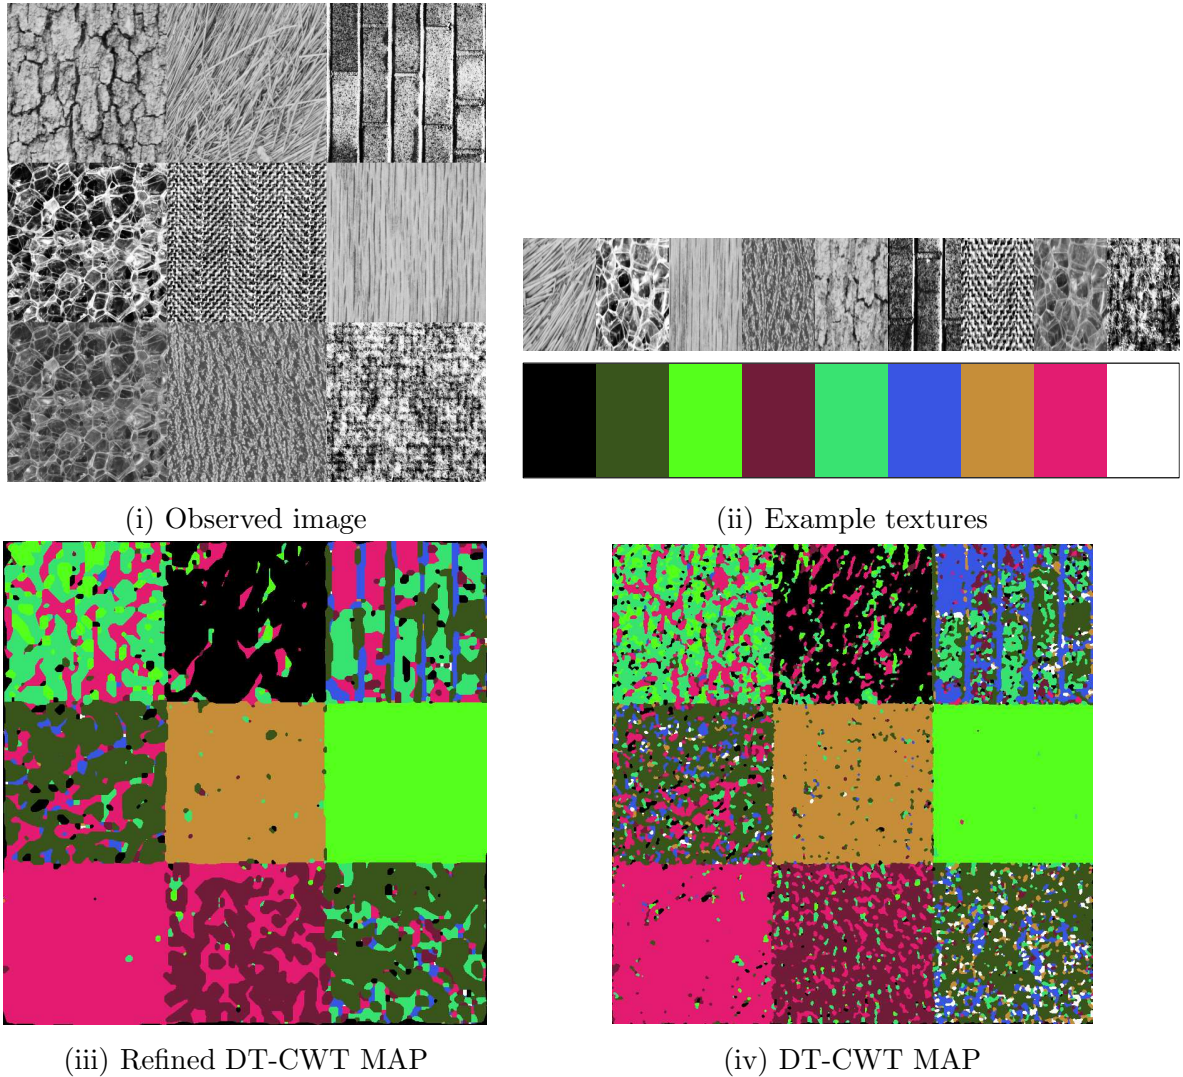 (i) Observed image
(ii) Example textures
(iii) Refined DT-CWT MAP
(iv) DT-CWT MAP